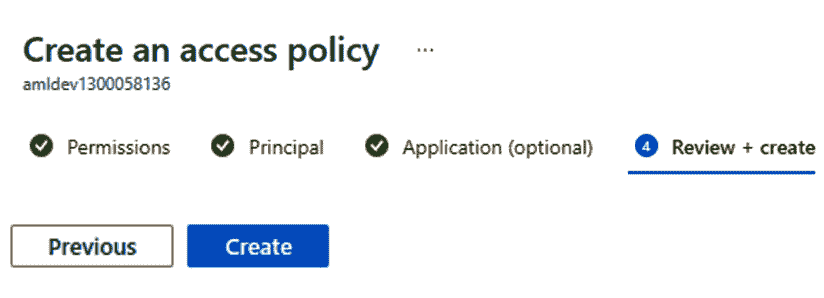 Create an access policy ...
amldev1300058136
Permissions Principal Application (optional) 4 Review + create
Previous Create